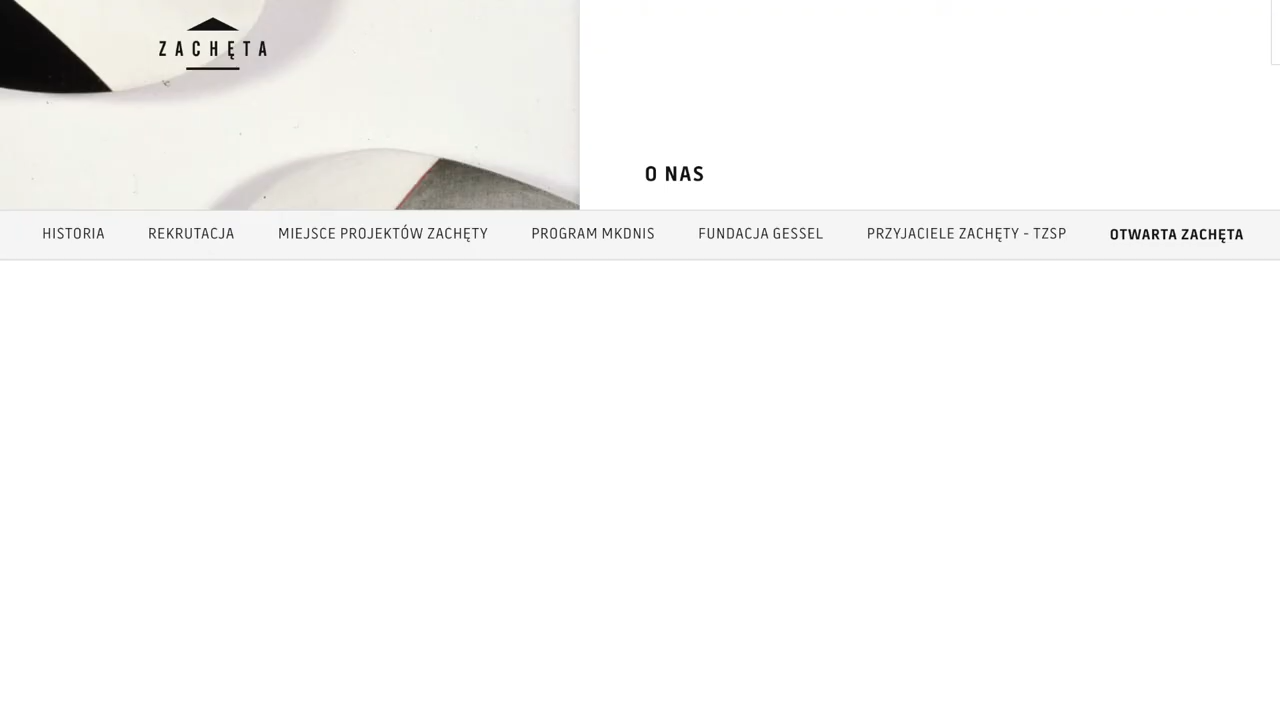 ZACHĘTA
O NAS
HISTORIA REKRUTACJA MIEJSCE PROJEKTÓW ZACHĘTY PROGRAM MKDNIS FUNDACJA GESSEL PRZYJACIELE ZACHĘTY - TZSP OTWARTA ZACHĘTA